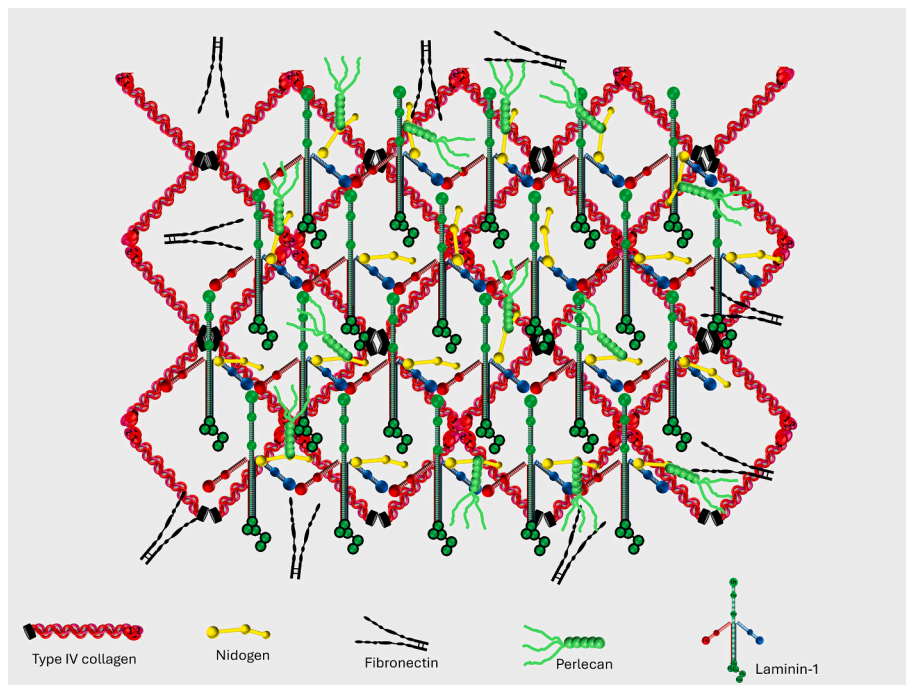 Type IV collagen
Nidogen
Fibronectin
Perlecan
Laminin-1